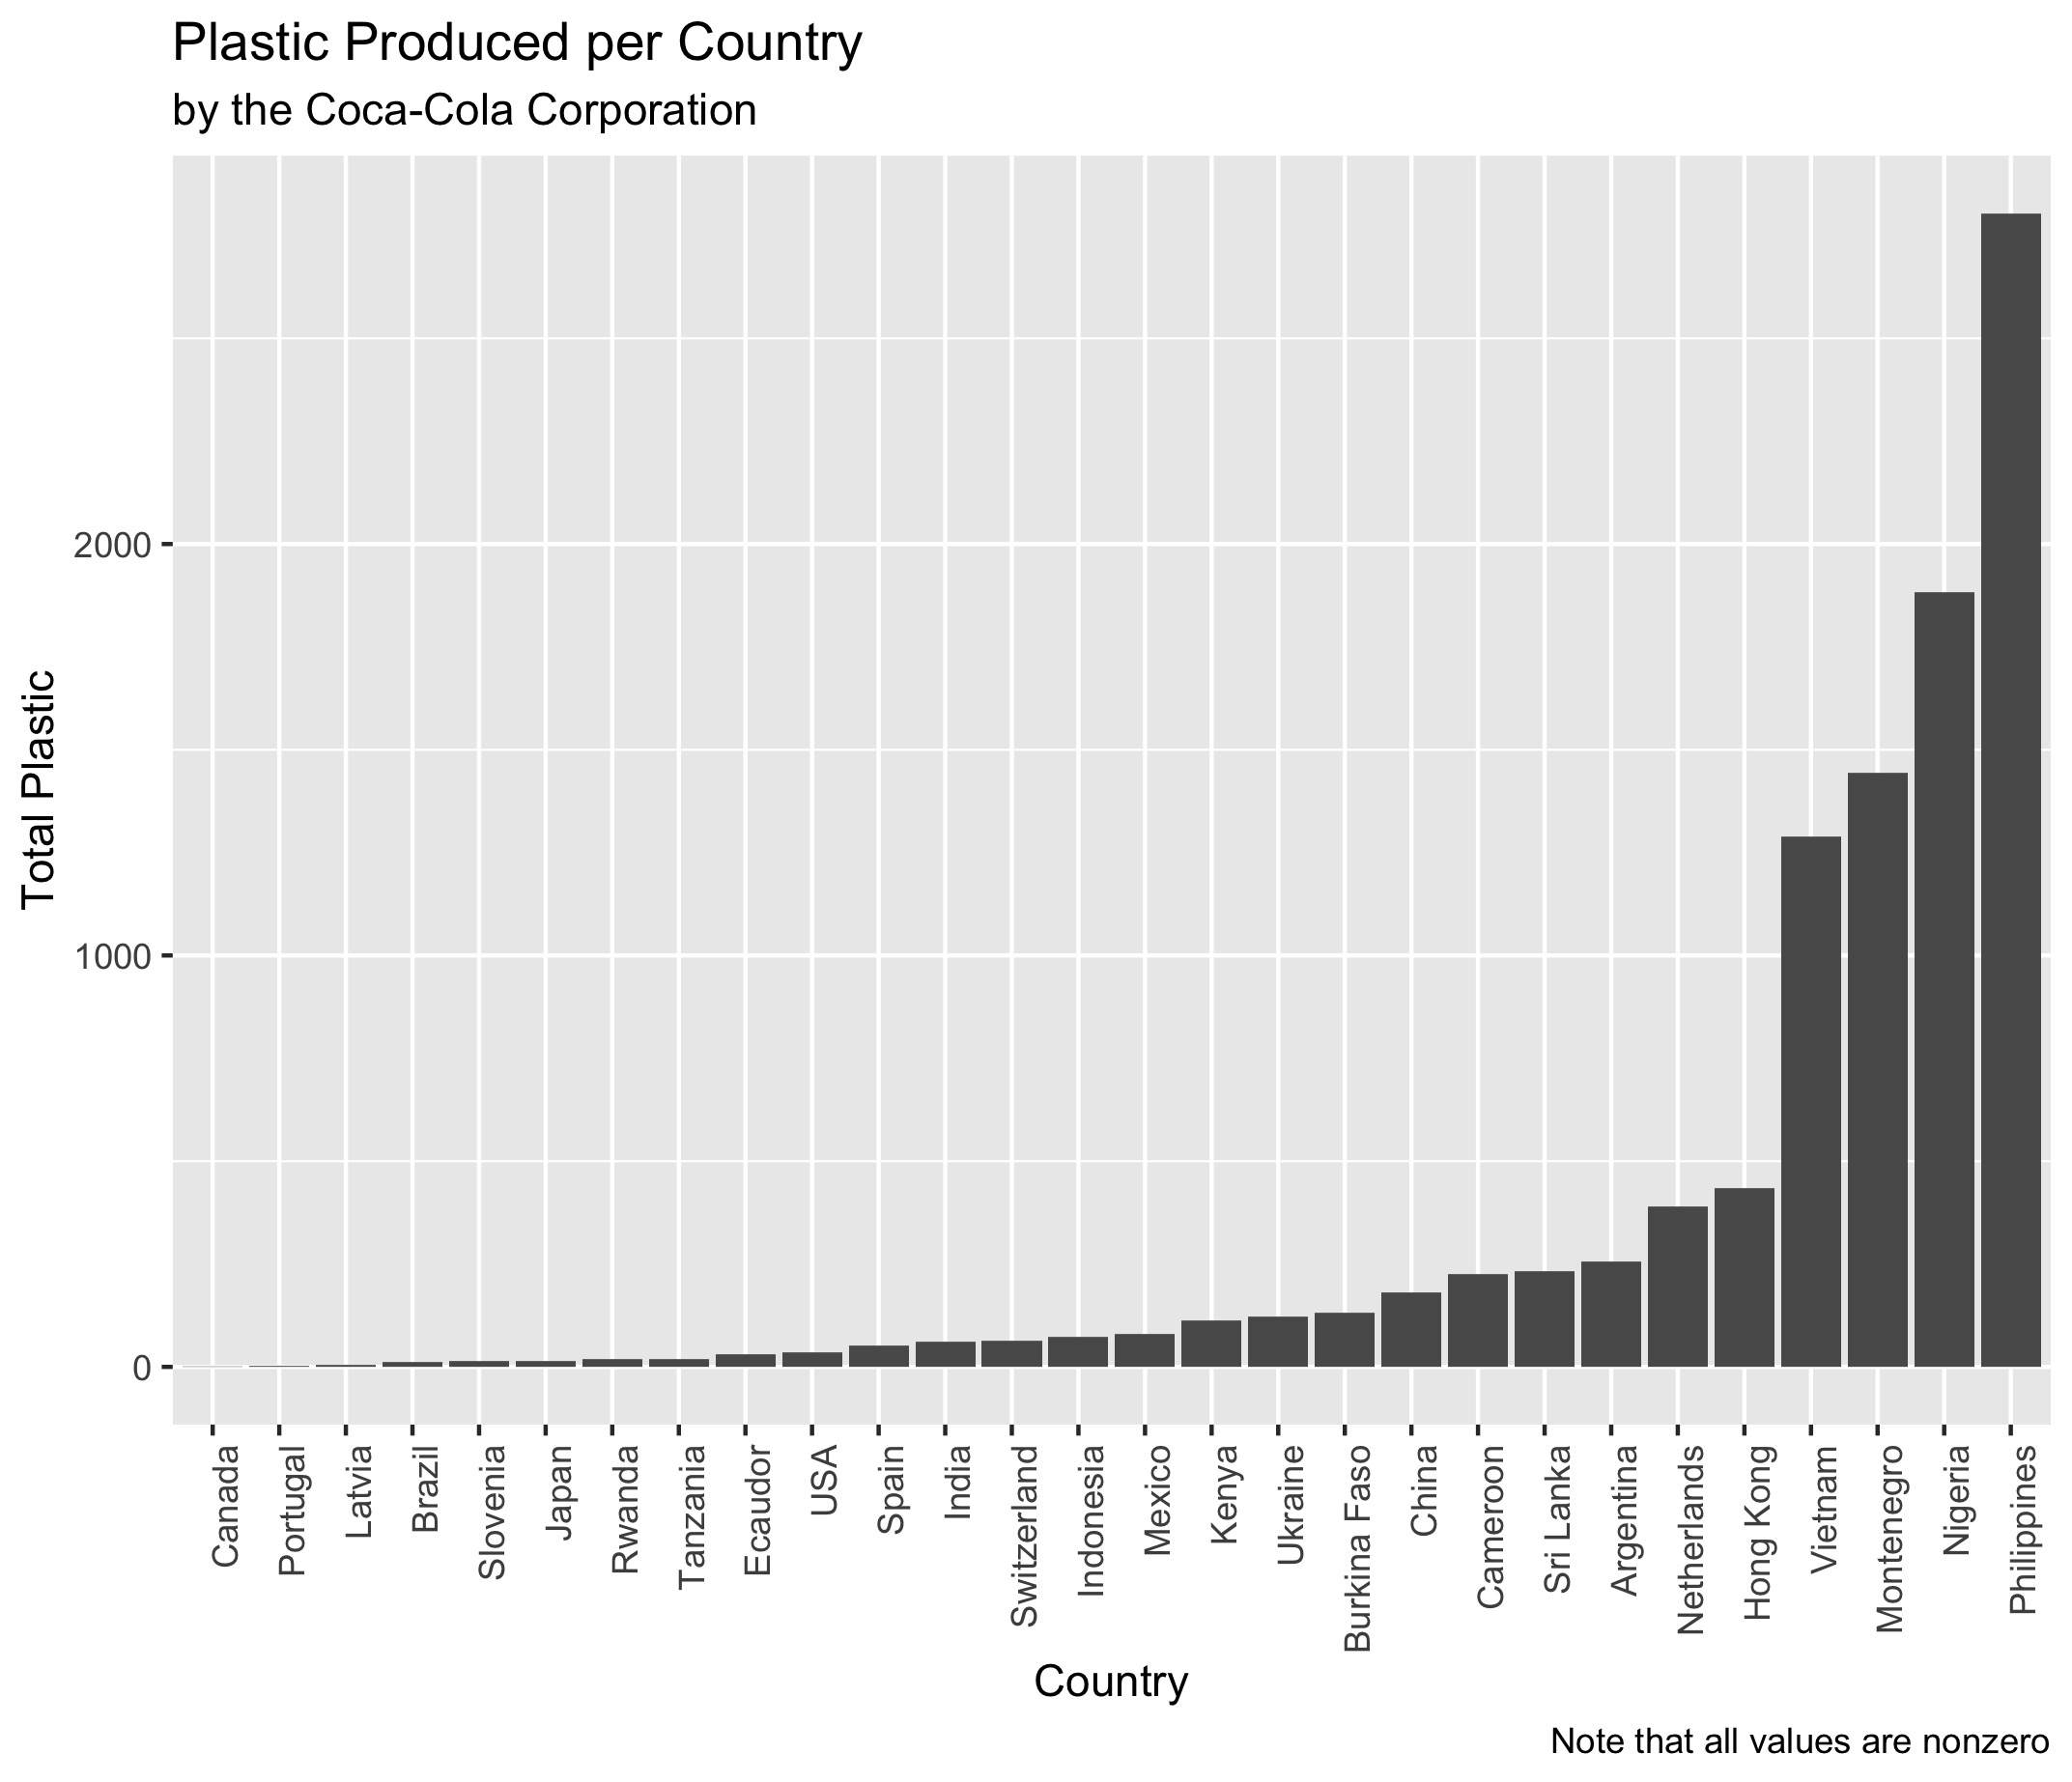 Plastic Produced per Country
by the Coca-Cola Corporation
Total Plastic
2000
1000
0
Canada
Portugal
Latvia
Brazil
Slovenia
Japan
Rwanda
Tanzania
Ecaudor
USA
Spain
India
Switzerland
Indonesia
Mexico
Kenya
Ukraine
Burkina Faso
China
Cameroon
Sri Lanka
Argentina
Netherlands
Hong Kong
Vietnam
Montenegro
Nigeria
Philippines
Country
Note that all values are nonzero